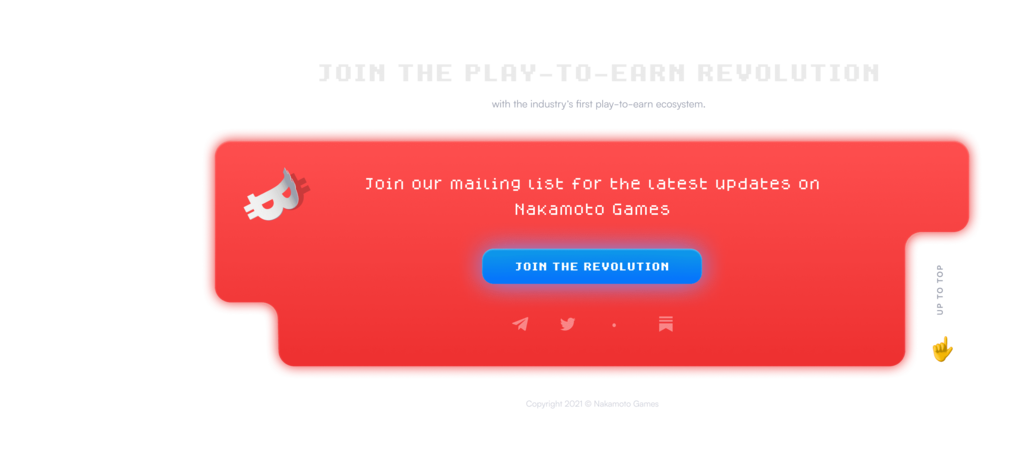 JOIN THE PLAY-TO-EARN REVOLUTION
with the industry's first play-to-earn ecosystem.
Join our mailing list for the latest updates on
Nakamoto Games
JOIN THE REVOLUTION
UP TO TOP
Copyright 2021 © Nakamoto Games